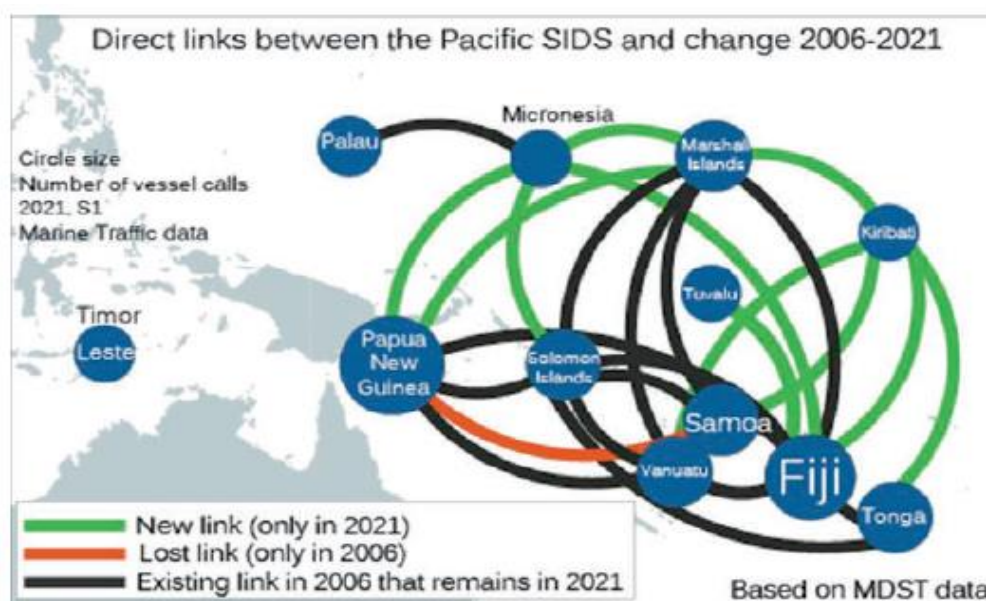 Direct links between the Pacific SIDS and change 2006-2021
Micronesia
Palau
Marshall
Islands
Circle size
Number of vessel calls
2021, S1
Marine Traffic data
Kiribati
Tuvalu
Timor
Leste
Papua
New
Guinea
Solomon
Islands
Samoa
Vanuatu
Fiji
Tonga
New link (only in 2021)
Lost link (only in 2006)
Existing link in 2006 that remains in 2021
Based on MDST data